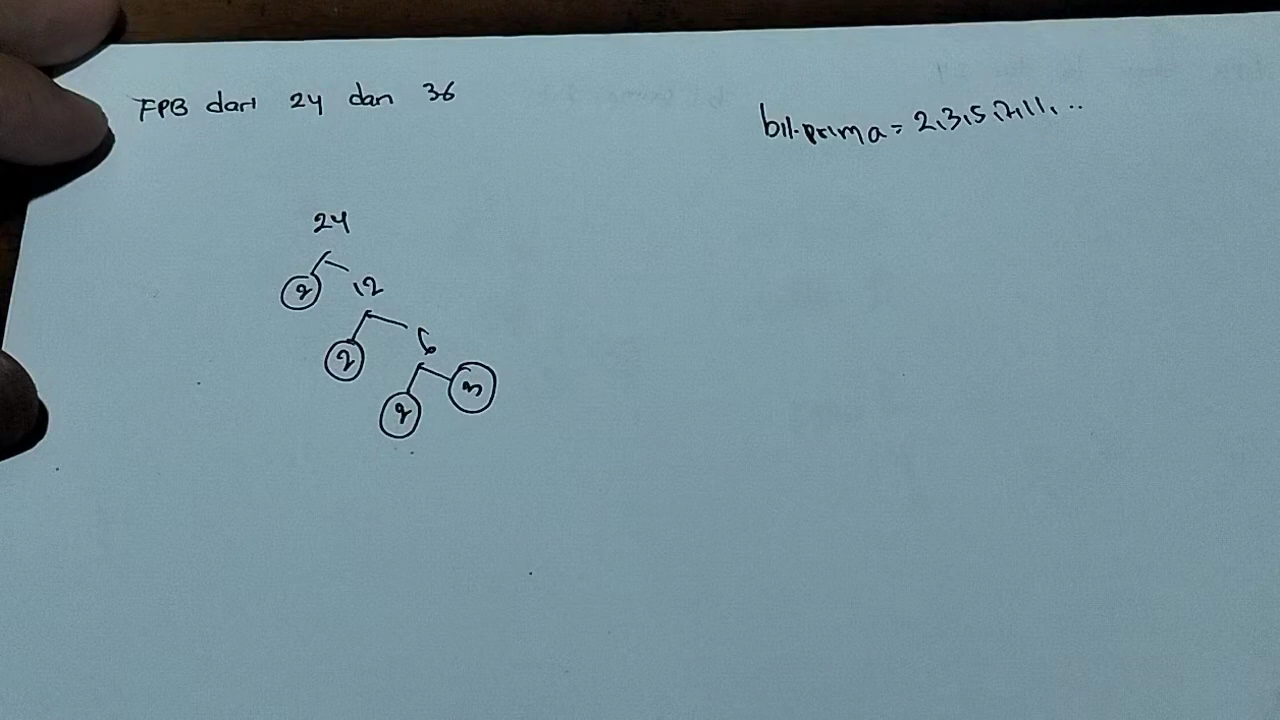 FPB dari 24 dan 36
bil.prima = 2,3,5,7,11, ...
24
2 12
2 6
2 3